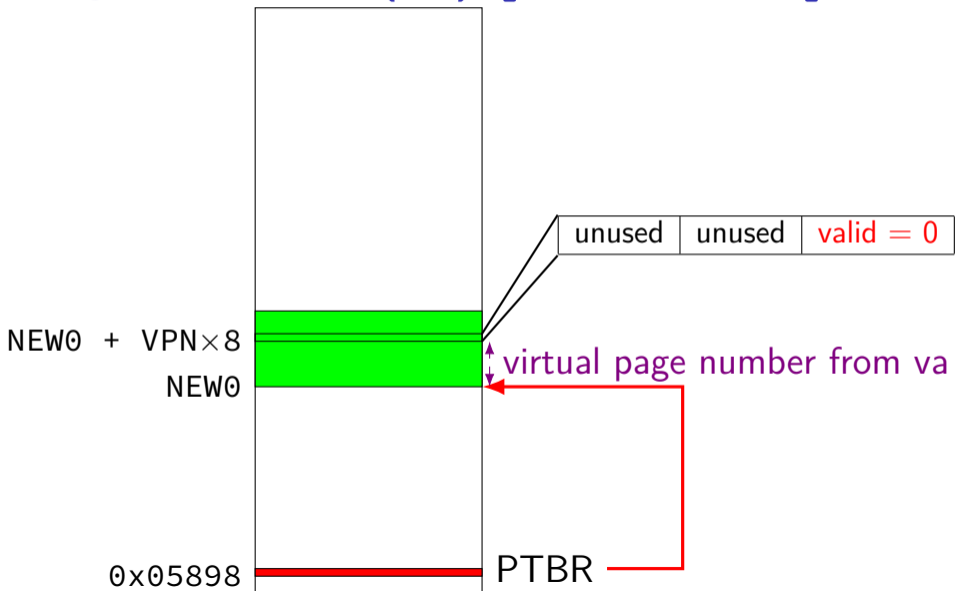 unused unused valid = 0
NEW0 + VPN×8
virtual page number from va
NEW0
PTBR
0x05898